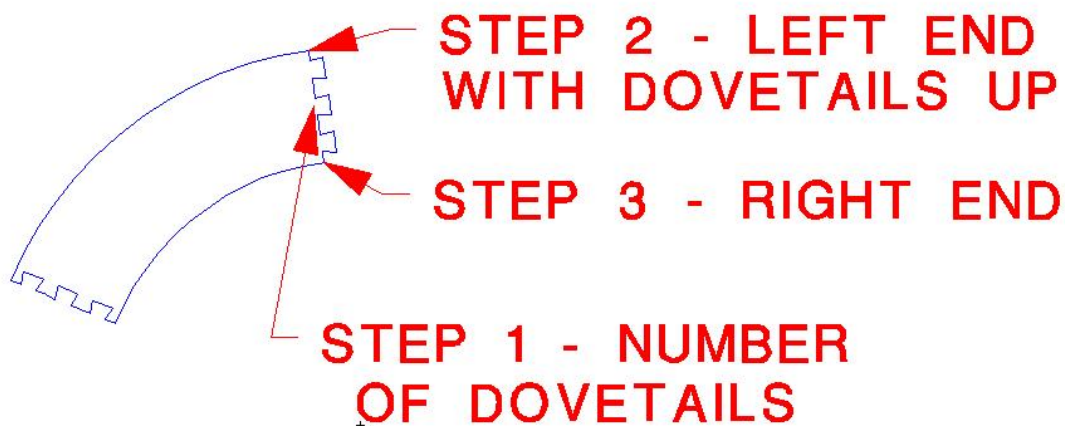 STEP 2 - LEFT END
WITH DOVETAILS UP
STEP 3 - RIGHT END
STEP 1 - NUMBER
OF DOVETAILS